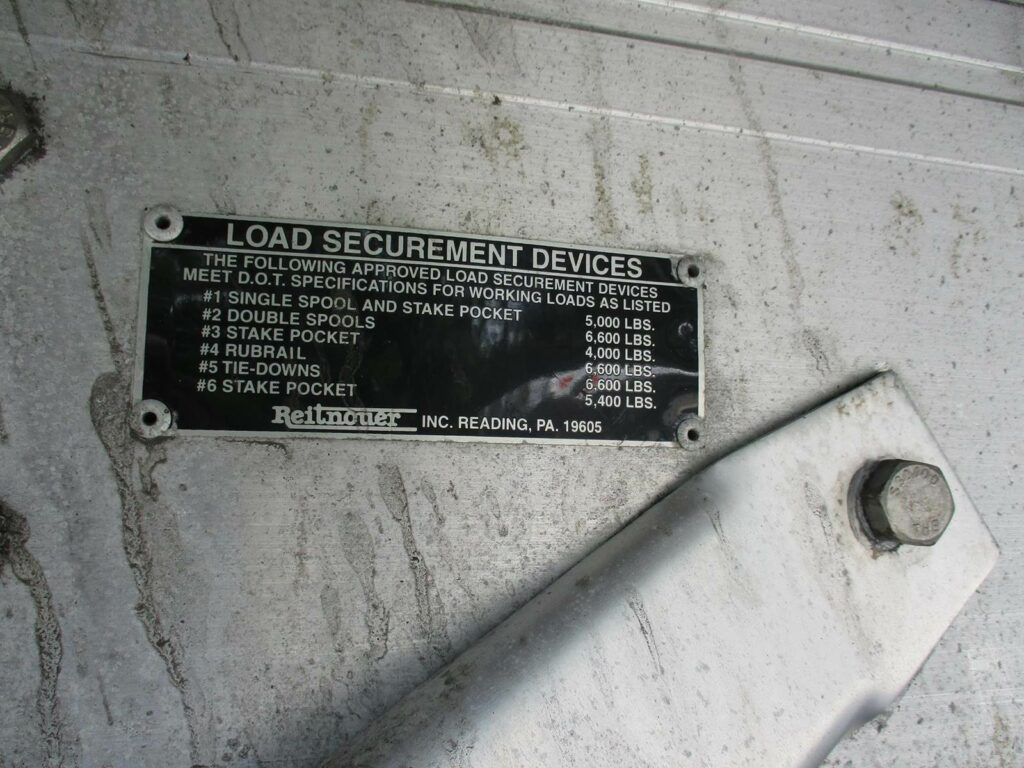 LOAD SECUREMENT DEVICES
THE FOLLOWING APPROVED LOAD SECUREMENT DEVICES
MEET D.O.T. SPECIFICATIONS FOR WORKING LOADS AS LISTED
#1 SINGLE SPOOL AND STAKE POCKET 5,000 LBS.
#2 DOUBLE SPOOLS 6,600 LBS.
#3 STAKE POCKET 4,000 LBS.
#4 RUBRAIL 6,600 LBS.
#5 TIE-DOWNS 6,600 LBS.
#6 STAKE POCKET 5,400 LBS.
Reitnouer INC. READING, PA. 19605